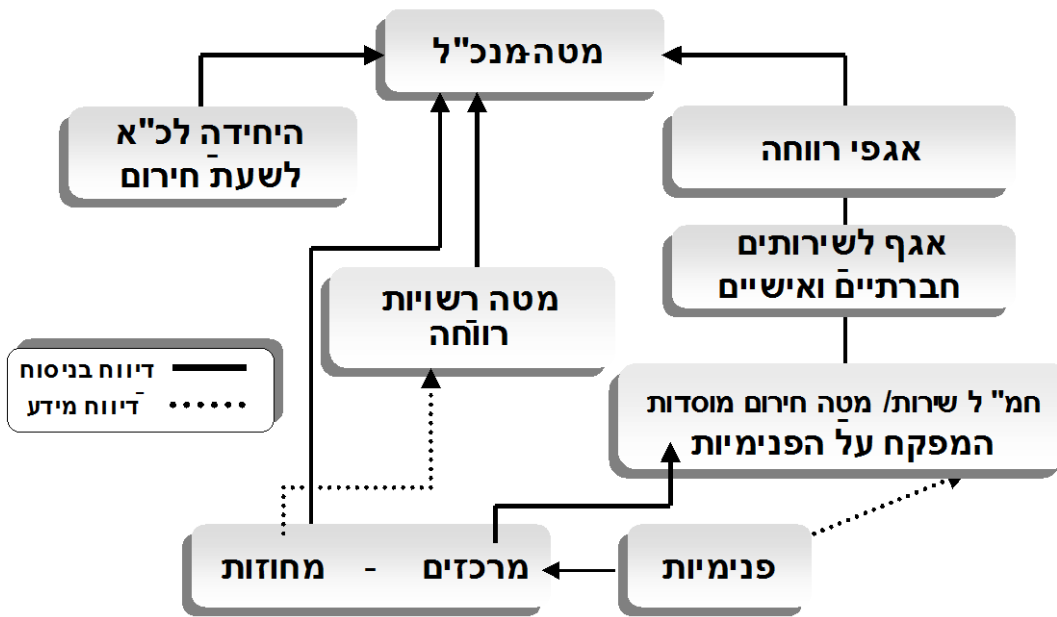 מטה-מנכ"ל
היחידה לכ"א
לשעת חירום
אגפי רווחה
אגף לשירותים
חברתיים ואישיים
מטה רשויות
רווחה
דיווח בניסוח
דיווח מידע
חמ"ל שירות/ מטה חירום מוסדות
המפקח על הפנימיות
מחוזות - מרכזים
פנימיות